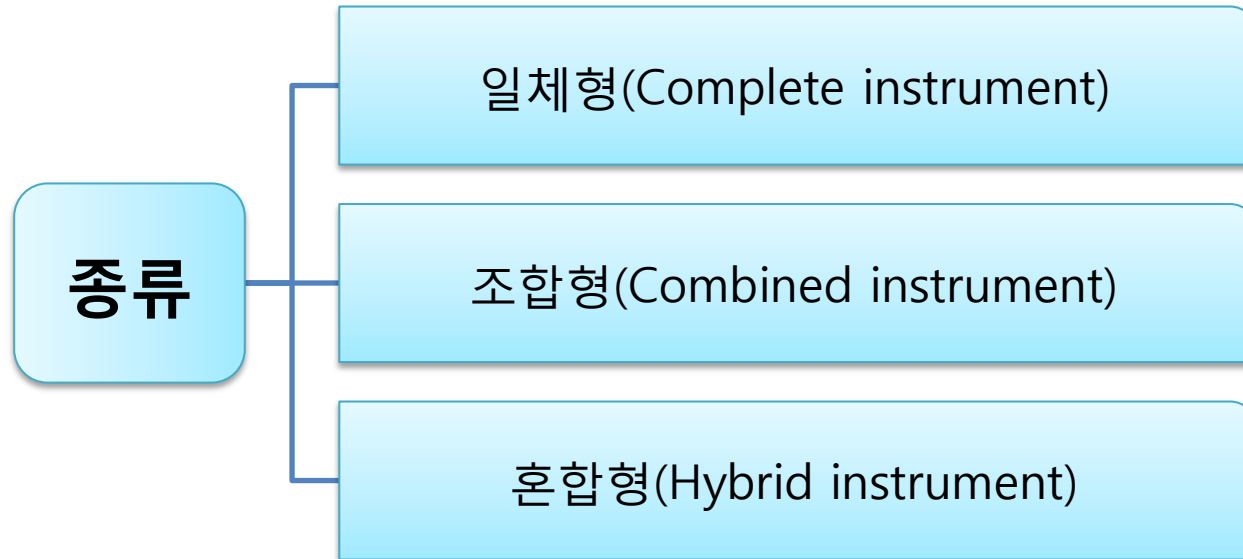 종류
일체형(Complete instrument)
조합형(Combined instrument)
혼합형(Hybrid instrument)